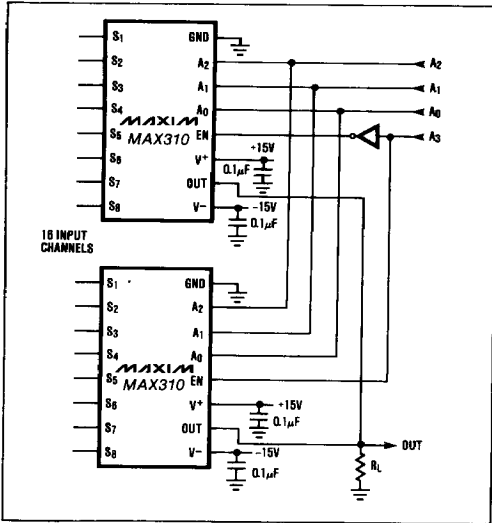 S1 GND
S2 A2 A2
S3 A1 A1
S4 A0 A0
MAXIM
S5 MAX310 EN A3
+15V
S6 V+
0.1µF
S7 OUT
S8 V− −15V
0.1µF
16 INPUT
CHANNELS
S1 GND
S2 A2
S3 A1
S4 A0
MAXIM
S5 MAX310 EN
S6 V+ +15V
0.1µF
S7 OUT OUT
S8 V− −15V
RL
0.1µF